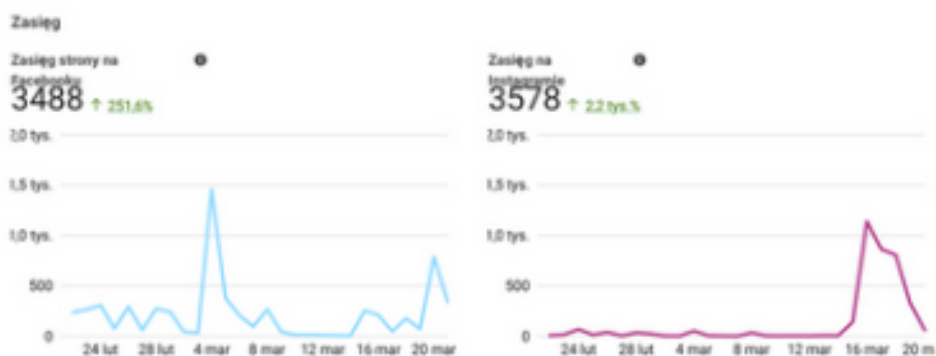 Zasięg
Zasięg strony na
Facebooku
3488 ↑ 251,6%
2,0 tys.
1,5 tys.
1,0 tys.
500
0
24 lut 28 lut 4 mar 8 mar 12 mar 16 mar 20 mar
Zasięg na
Instagramie
3578 ↑ 2,2 tys.%
2,0 tys.
1,5 tys.
1,0 tys.
500
0
24 lut 28 lut 4 mar 8 mar 12 mar 16 mar 20 m